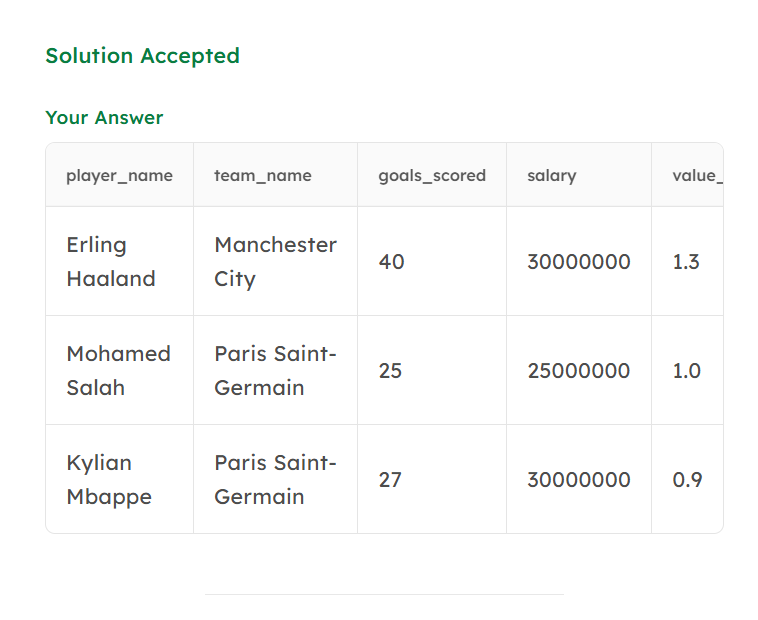 Solution Accepted
Your Answer
player_name team_name goals_scored salary value_
Erling Haaland Manchester City 40 30000000 1.3
Mohamed Salah Paris Saint-Germain 25 25000000 1.0
Kylian Mbappe Paris Saint-Germain 27 30000000 0.9